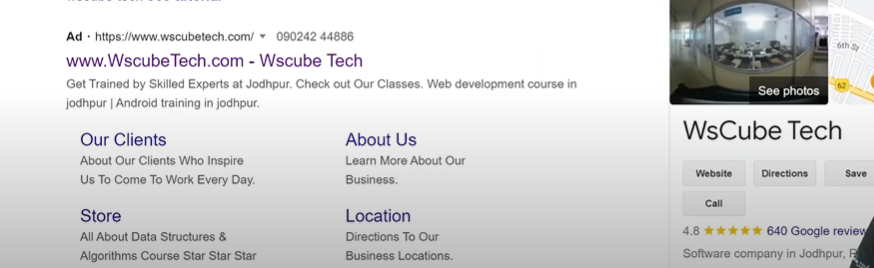 Ad · https://www.wscubetech.com/ 090242 44886
www.WscubeTech.com - Wscube Tech
Get Trained by Skilled Experts at Jodhpur. Check out Our Classes. Web development course in
jodhpur | Android training in jodhpur.
Our Clients
About Our Clients Who Inspire
Us To Come To Work Every Day.
About Us
Learn More About Our
Business.
Store
All About Data Structures &
Algorithms Course Star Star Star
Location
Directions To Our
Business Locations.
See photos
6th St
62
WsCube Tech
Website Directions Save
Call
4.8 640 Google review
Software company in Jodhpur,